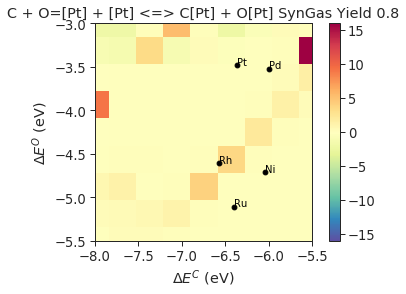 C + O=[Pt] + [Pt] <=> C[Pt] + O[Pt] SynGas Yield 0.8
−3.0
−3.5
−4.0
−4.5
−5.0
−5.5
ΔE^O (eV)
Pt
Pd
Rh
Ni
Ru
−8.0 −7.5 −7.0 −6.5 −6.0 −5.5
ΔE^C (eV)
15
10
5
0
−5
−10
−15